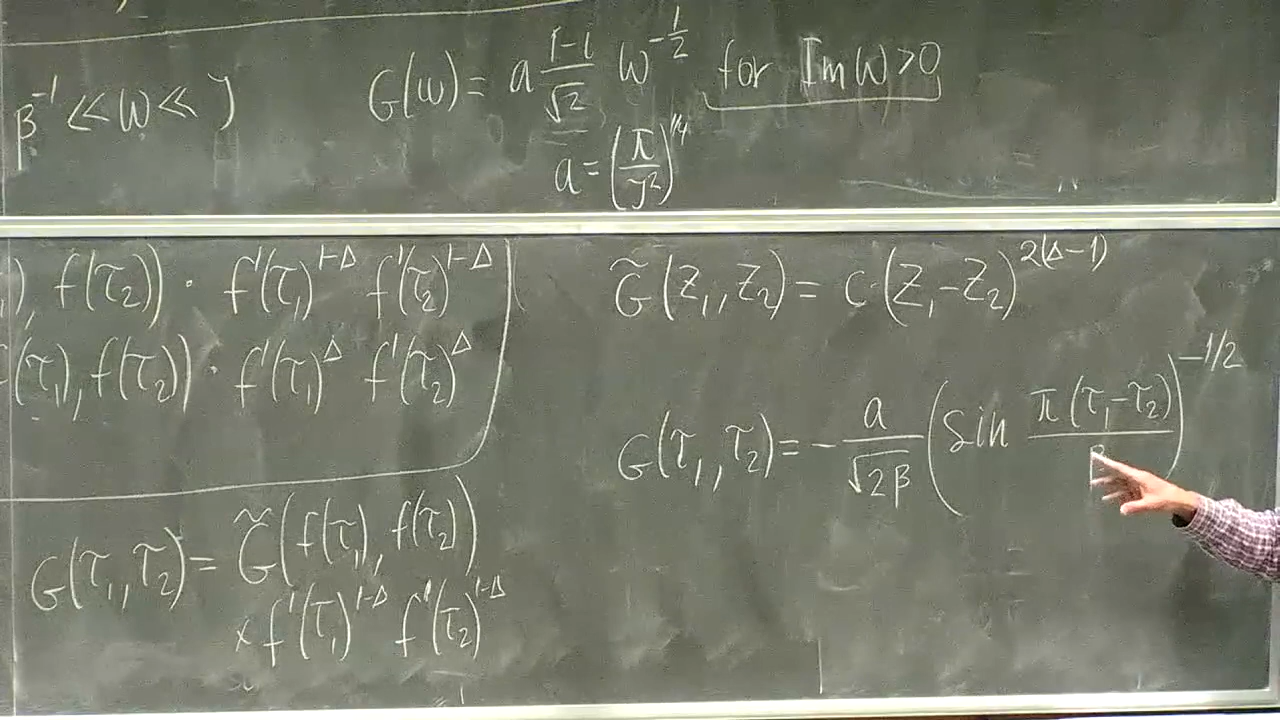 β⁻¹ << ω << J
G(ω) = a (1-i)/√2 ω^{-1/2} for Im ω > 0
a = (π/J²)^{1/4}
), f(τ₂)) · f'(τ₁)^{1-Δ} f'(τ₂)^{1-Δ}
(τ₁), f(τ₂)) · f'(τ₁)^Δ f'(τ₂)^Δ
G(τ₁, τ₂) = G̃(f(τ₁), f(τ₂))
× f'(τ₁)^{1-Δ} f'(τ₂)^{1-Δ}
G̃(z₁, z₂) = c·(z₁-z₂)^{2(Δ-1)}
G(τ₁, τ₂) = - a/√2β (sin π(τ₁-τ₂)/β)^{-1/2}